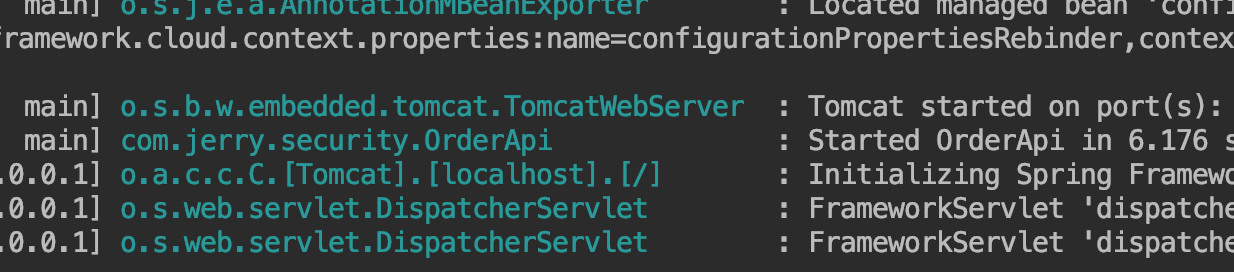 main] o.s.j.e.a.AnnotationMBeanExporter : Located managed bean 'confi
ramework.cloud.context.properties:name=configurationPropertiesRebinder,contex
main] o.s.b.w.embedded.tomcat.TomcatWebServer : Tomcat started on port(s):
main] com.jerry.security.OrderApi : Started OrderApi in 6.176 s
.0.0.1] o.a.c.c.C.[Tomcat].[localhost].[/] : Initializing Spring Framewo
.0.0.1] o.s.web.servlet.DispatcherServlet : FrameworkServlet 'dispatche
.0.0.1] o.s.web.servlet.DispatcherServlet : FrameworkServlet 'dispatche